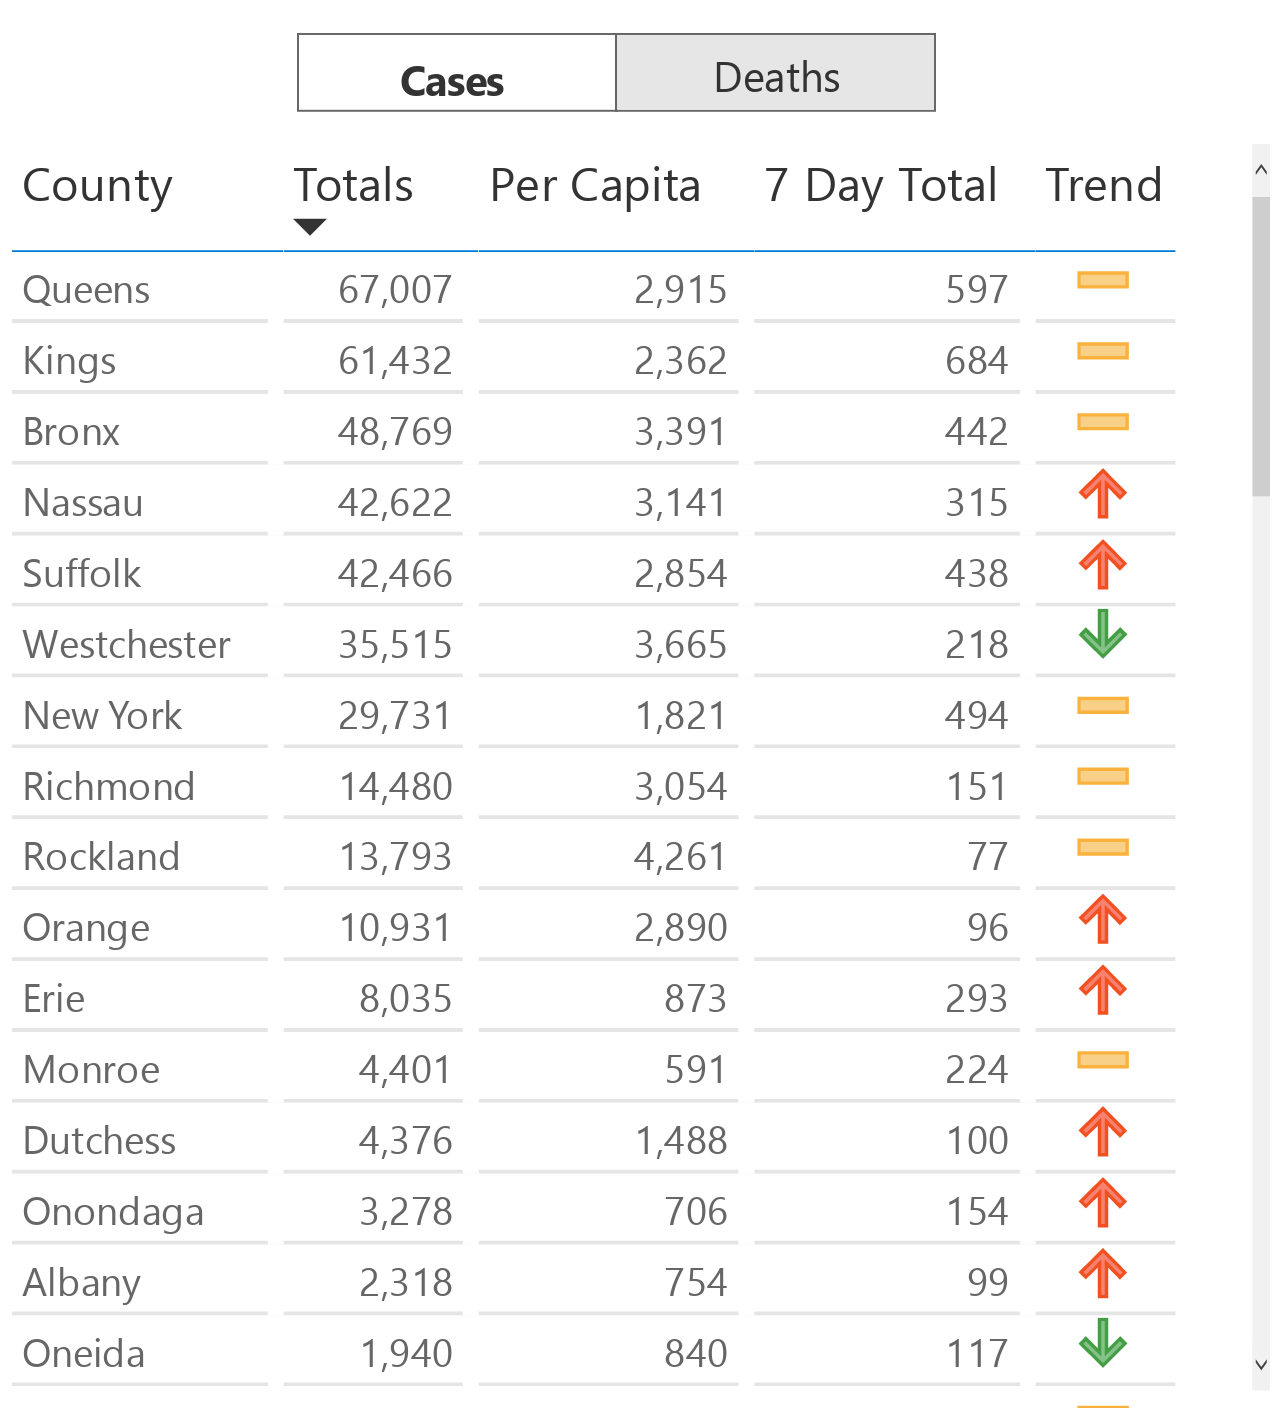 Cases Deaths
County Totals Per Capita 7 Day Total Trend
Queens 67,007 2,915 597
Kings 61,432 2,362 684
Bronx 48,769 3,391 442
Nassau 42,622 3,141 315
Suffolk 42,466 2,854 438
Westchester 35,515 3,665 218
New York 29,731 1,821 494
Richmond 14,480 3,054 151
Rockland 13,793 4,261 77
Orange 10,931 2,890 96
Erie 8,035 873 293
Monroe 4,401 591 224
Dutchess 4,376 1,488 100
Onondaga 3,278 706 154
Albany 2,318 754 99
Oneida 1,940 840 117